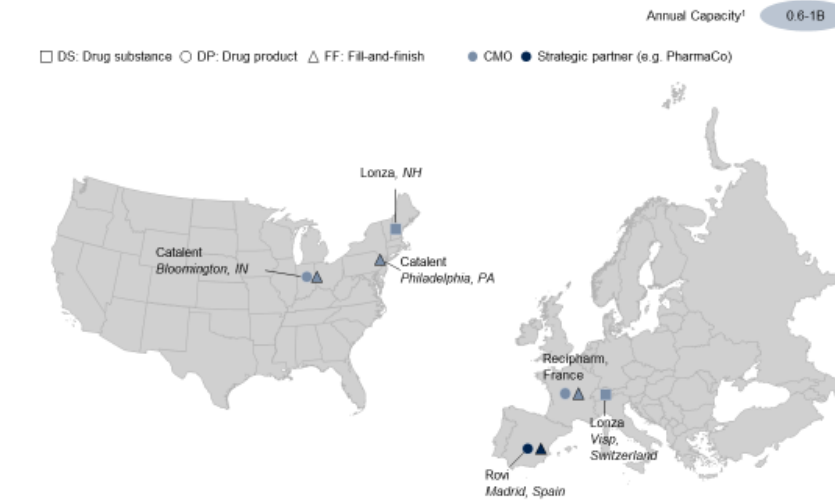 Annual Capacity¹ 0.6-1B
DS: Drug substance DP: Drug product FF: Fill-and-finish CMO Strategic partner (e.g. PharmaCo)
Lonza, NH
Catalent
Bloomington, IN
Catalent
Philadelphia, PA
Recipharm,
France
Lonza
Visp,
Switzerland
Rovi
Madrid, Spain